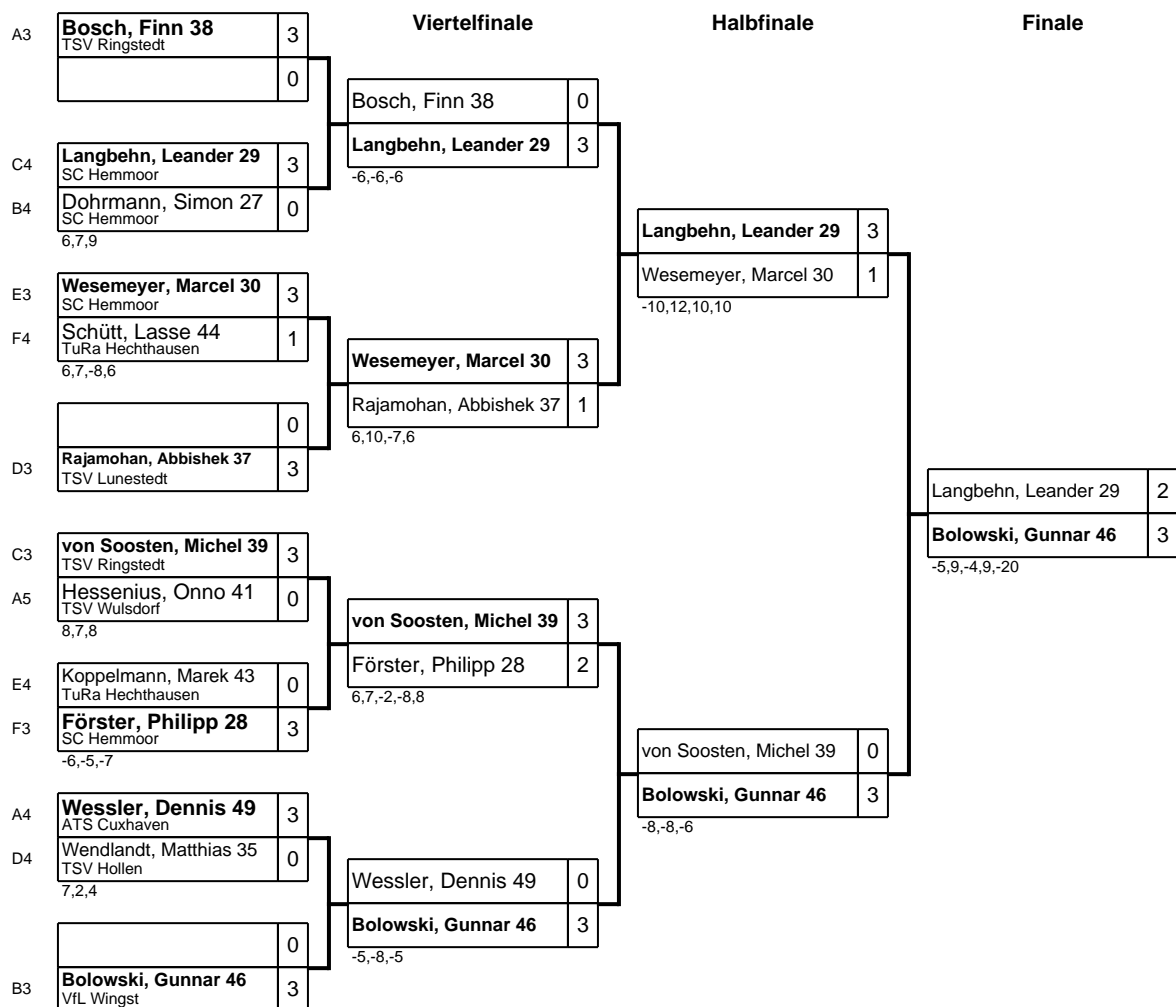 Viertelfinale
Halbfinale
Finale
A3
Bosch, Finn 38
TSV Ringstedt
3
0
C4
Langbehn, Leander 29
SC Hemmoor
3
B4
Dohrmann, Simon 27
SC Hemmoor
0
6,7,9
E3
Wesemeyer, Marcel 30
SC Hemmoor
3
F4
Schütt, Lasse 44
TuRa Hechthausen
1
6,7,-8,6
0
D3
Rajamohan, Abbishek 37
TSV Lunestedt
3
C3
von Soosten, Michel 39
TSV Ringstedt
3
A5
Hessenius, Onno 41
TSV Wulsdorf
0
8,7,8
E4
Koppelmann, Marek 43
TuRa Hechthausen
0
F3
Förster, Philipp 28
SC Hemmoor
3
-6,-5,-7
A4
Wessler, Dennis 49
ATS Cuxhaven
3
D4
Wendlandt, Matthias 35
TSV Hollen
0
7,2,4
0
B3
Bolowski, Gunnar 46
VfL Wingst
3
Bosch, Finn 38 0
Langbehn, Leander 29 3
-6,-6,-6
Wesemeyer, Marcel 30 3
Rajamohan, Abbishek 37 1
6,10,-7,6
von Soosten, Michel 39 3
Förster, Philipp 28 2
6,7,-2,-8,8
Wessler, Dennis 49 0
Bolowski, Gunnar 46 3
-5,-8,-5
Langbehn, Leander 29 3
Wesemeyer, Marcel 30 1
-10,12,10,10
von Soosten, Michel 39 0
Bolowski, Gunnar 46 3
-8,-8,-6
Langbehn, Leander 29 2
Bolowski, Gunnar 46 3
-5,9,-4,9,-20